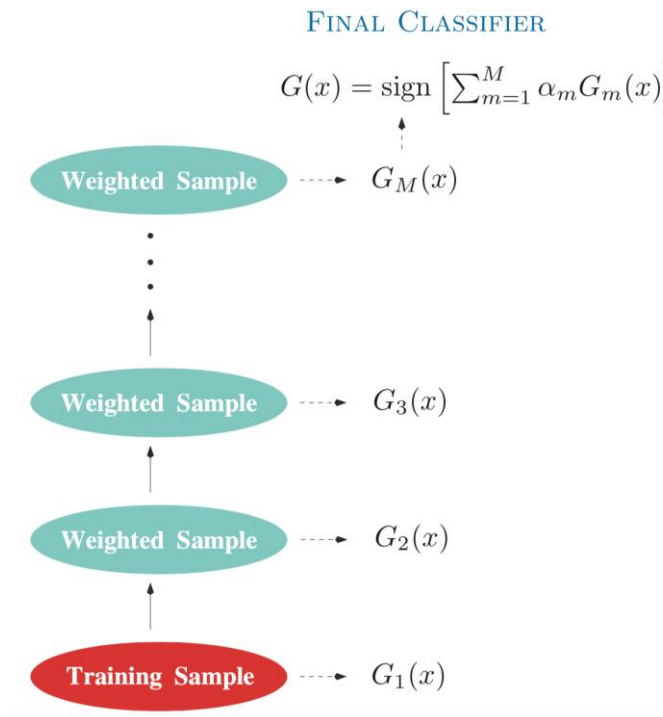 FINAL CLASSIFIER
G(x) = sign [∑_{m=1}^{M} α_m G_m(x)
Weighted Sample G_M(x)
Weighted Sample G_3(x)
Weighted Sample G_2(x)
Training Sample G_1(x)